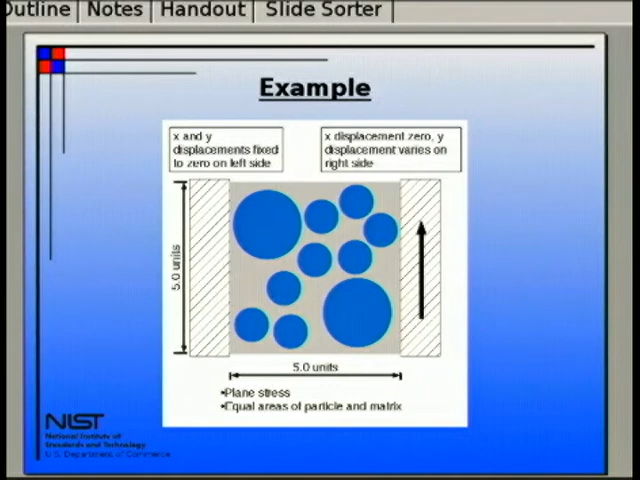 Outline Notes Handout Slide Sorter
Example
x and y
displacements fixed
to zero on left side
x displacement zero, y
displacement varies on
right side
5.0 units
5.0 units
•Plane stress
•Equal areas of particle and matrix
NIST
National Institute of
Standards and Technology
U.S. Department of Commerce